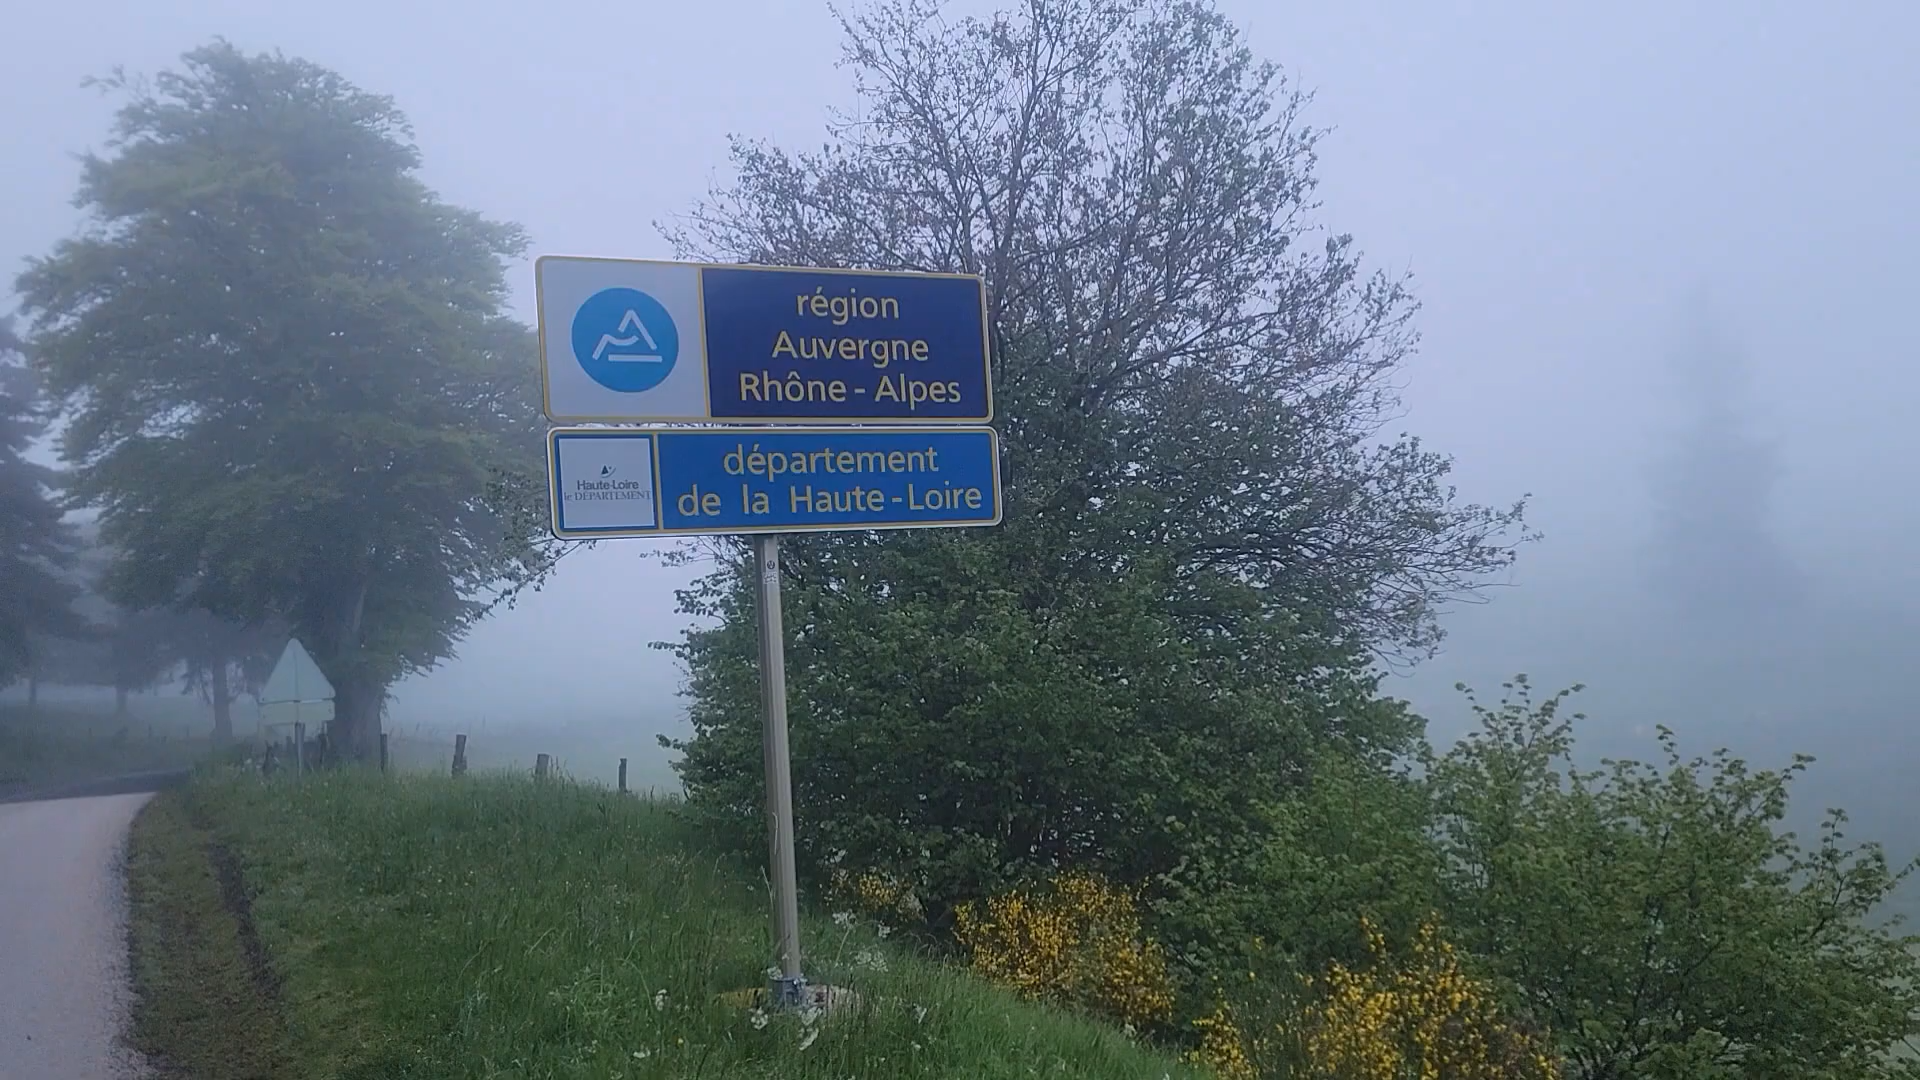 région
Auvergne
Rhône-Alpes
Haute-Loire
le DÉPARTEMENT
département
de la Haute-Loire